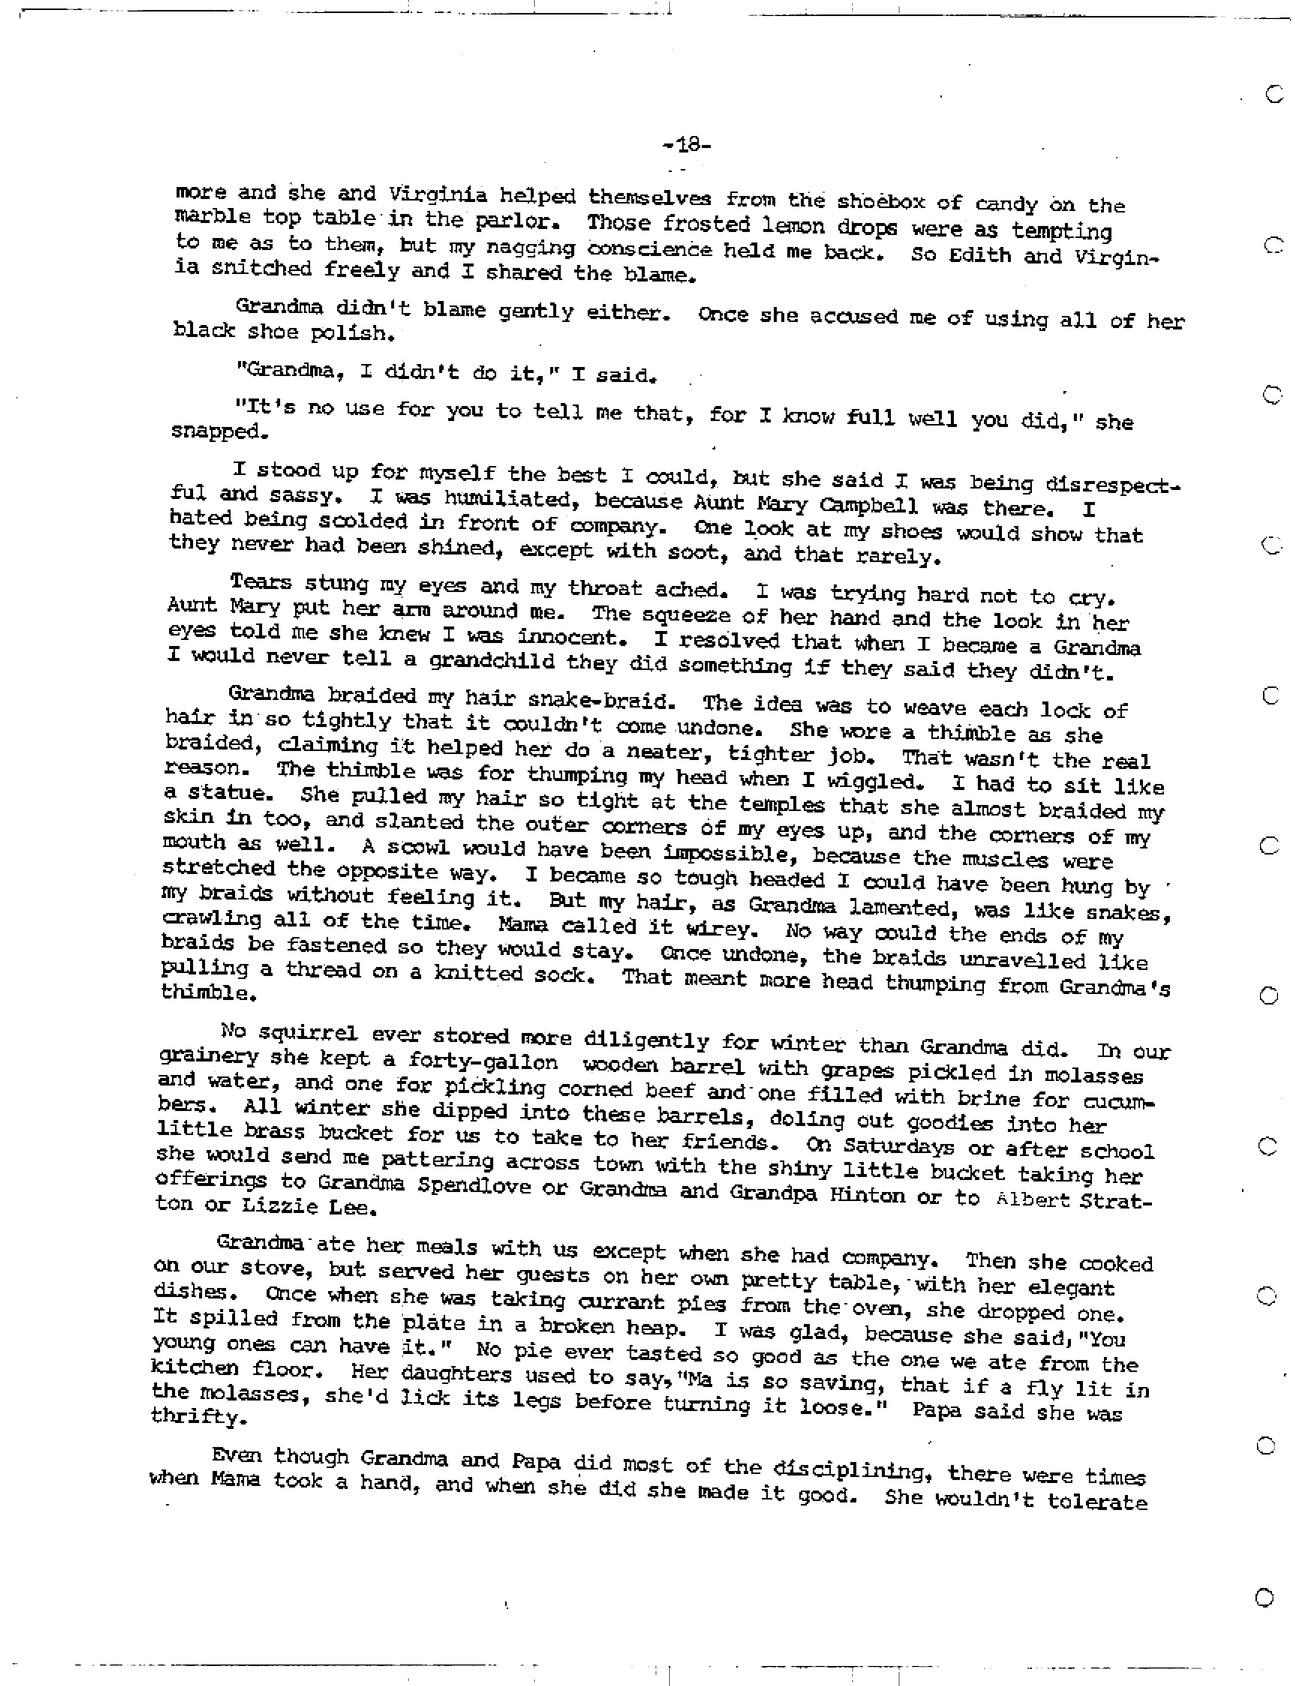 -18-
more and she and Virginia helped themselves from the shoebox of candy on the
marble top table in the parlor.  Those frosted lemon drops were as tempting
to me as to them, but my nagging conscience held me back.  So Edith and Virgin-
ia snitched freely and I shared the blame.
Grandma didn't blame gently either.  Once she accused me of using all of her
black shoe polish.
"Grandma, I didn't do it," I said.
"It's no use for you to tell me that, for I know full well you did," she
snapped.
I stood up for myself the best I could, but she said I was being disrespect-
ful and sassy.  I was humiliated, because Aunt Mary Campbell was there.  I
hated being scolded in front of company.  One look at my shoes would show that
they never had been shined, except with soot, and that rarely.
Tears stung my eyes and my throat ached.  I was trying hard not to cry.
Aunt Mary put her arm around me.  The squeeze of her hand and the look in her
eyes told me she knew I was innocent.  I resolved that when I became a Grandma
I would never tell a grandchild they did something if they said they didn't.
Grandma braided my hair snake-braid.  The idea was to weave each lock of
hair in so tightly that it couldn't come undone.  She wore a thimble as she
braided, claiming it helped her do a neater, tighter job.  That wasn't the real
reason.  The thimble was for thumping my head when I wiggled.  I had to sit like
a statue.  She pulled my hair so tight at the temples that she almost braided my
skin in too, and slanted the outer corners of my eyes up, and the corners of my
mouth as well.  A scowl would have been impossible, because the muscles were
stretched the opposite way.  I became so tough headed I could have been hung by
my braids without feeling it.  But my hair, as Grandma lamented, was like snakes,
crawling all of the time.  Mama called it wirey.  No way could the ends of my
braids be fastened so they would stay.  Once undone, the braids unravelled like
pulling a thread on a knitted sock.  That meant more head thumping from Grandma's
thimble.
No squirrel ever stored more diligently for winter than Grandma did.  In our
grainery she kept a forty-gallon  wooden barrel with grapes pickled in molasses
and water, and one for pickling corned beef and one filled with brine for cucum-
bers.  All winter she dipped into these barrels, doling out goodies into her
little brass bucket for us to take to her friends.  On Saturdays or after school
she would send me pattering across town with the shiny little bucket taking her
offerings to Grandma Spendlove or Grandma and Grandpa Hinton or to Albert Strat-
ton or Lizzie Lee.
Grandma ate her meals with us except when she had company.  Then she cooked
on our stove, but served her guests on her own pretty table, with her elegant
dishes.  Once when she was taking currant pies from the oven, she dropped one.
It spilled from the plate in a broken heap.  I was glad, because she said,"You
young ones can have it."  No pie ever tasted so good as the one we ate from the
kitchen floor.  Her daughters used to say,"Ma is so saving, that if a fly lit in
the molasses, she'd lick its legs before turning it loose."  Papa said she was
thrifty.
Even though Grandma and Papa did most of the disciplining, there were times
when Mama took a hand, and when she did she made it good.  She wouldn't tolerate